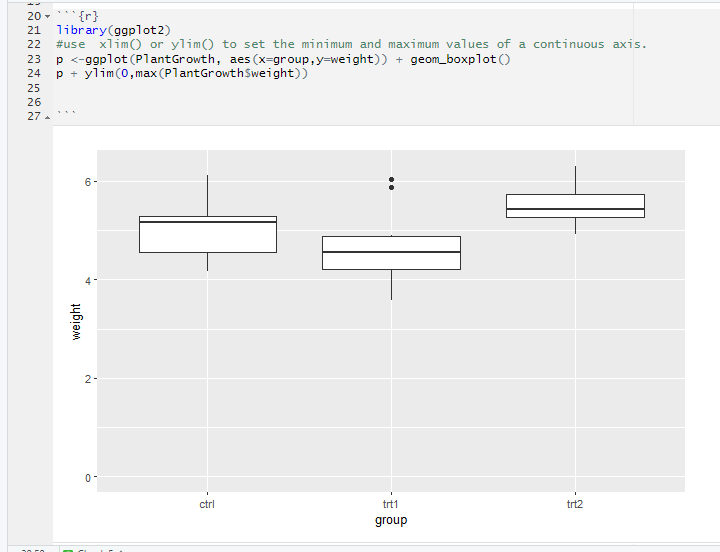 20 ```{r}
21 library(ggplot2)
22 #use  xlim() or ylim() to set the minimum and maximum values of a continuous axis.
23 p <-ggplot(PlantGrowth, aes(x=group,y=weight)) + geom_boxplot()
24 p + ylim(0,max(PlantGrowth$weight))
25
26
27 ```
6
4
2
0
weight
ctrl trt1 trt2
group